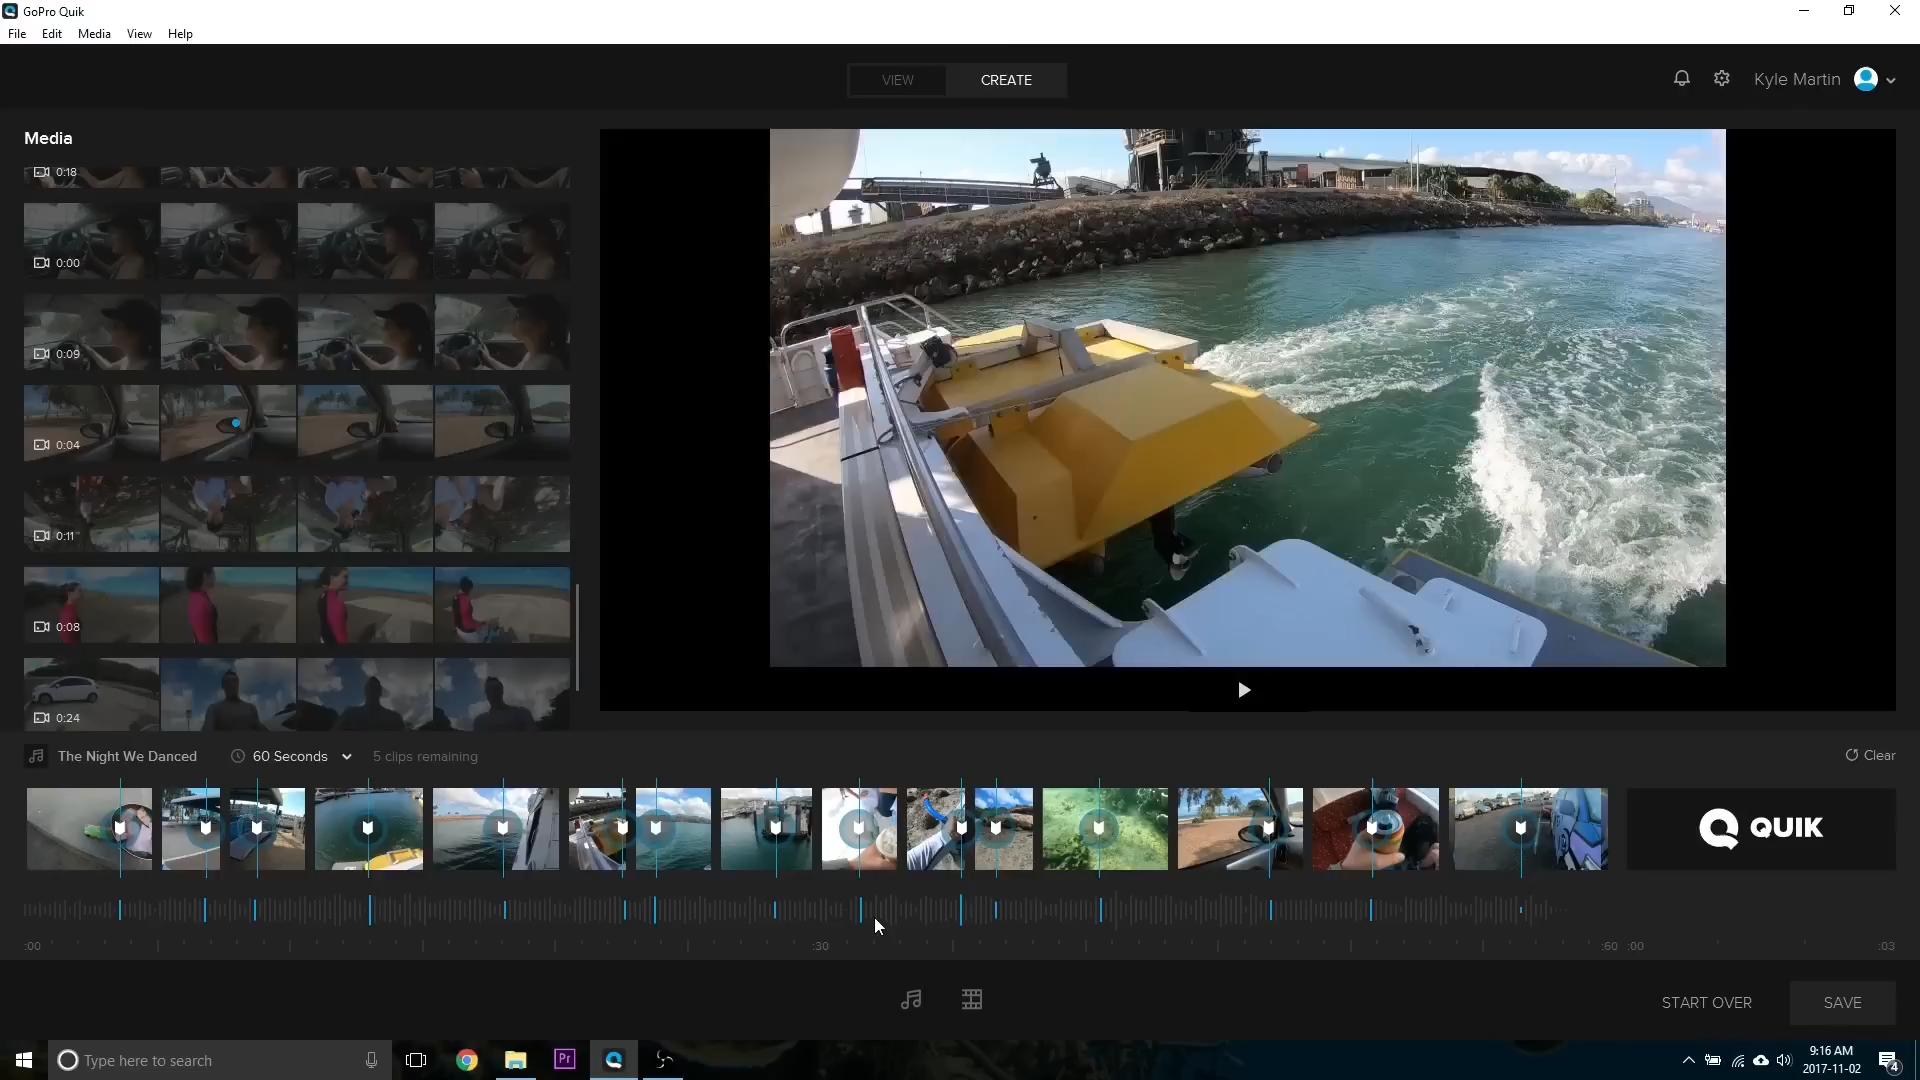 GoPro Quik
File Edit Media View Help
VIEW CREATE
Kyle Martin
Media
0:18
0:00
0:09
0:04
0:11
0:08
0:24
The Night We Danced 60 Seconds 5 clips remaining Clear
QUIK
:00 :30 :60 :00 :03
START OVER SAVE
Type here to search
Pr
9:16 AM
2017-11-02
4